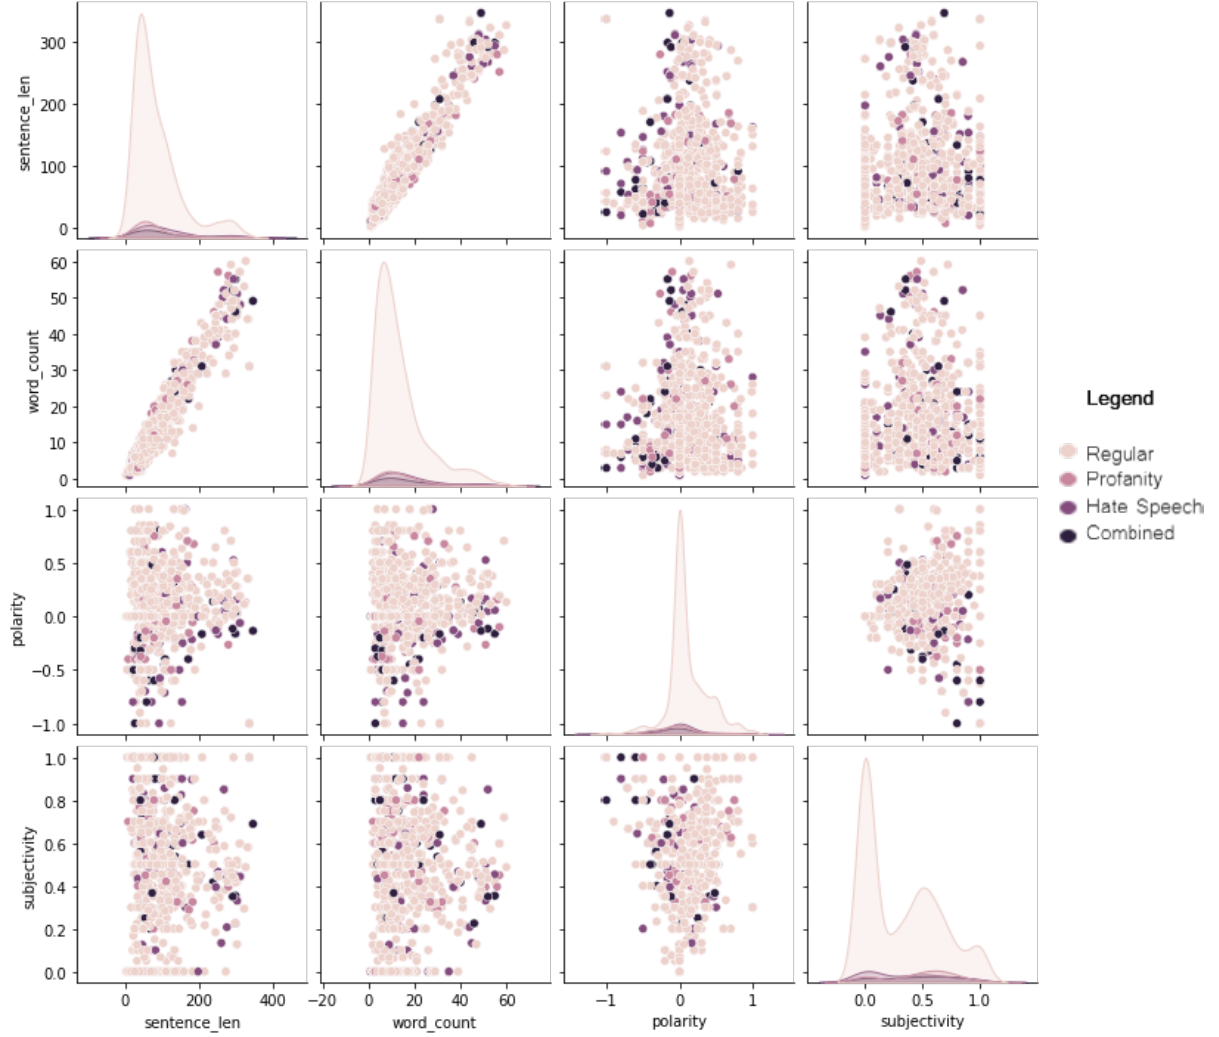 300
200
100
0
sentence_len
60
50
40
30
20
10
0
word_count
Legend
Regular
Profanity
Hate Speech
Combined
1.0
0.5
0.0
−0.5
−1.0
polarity
1.0
0.8
0.6
0.4
0.2
0.0
subjectivity
0 200 400
−20 0 20 40 60
−1 0 1
0.0 0.5 1.0
sentence_len
word_count
polarity
subjectivity